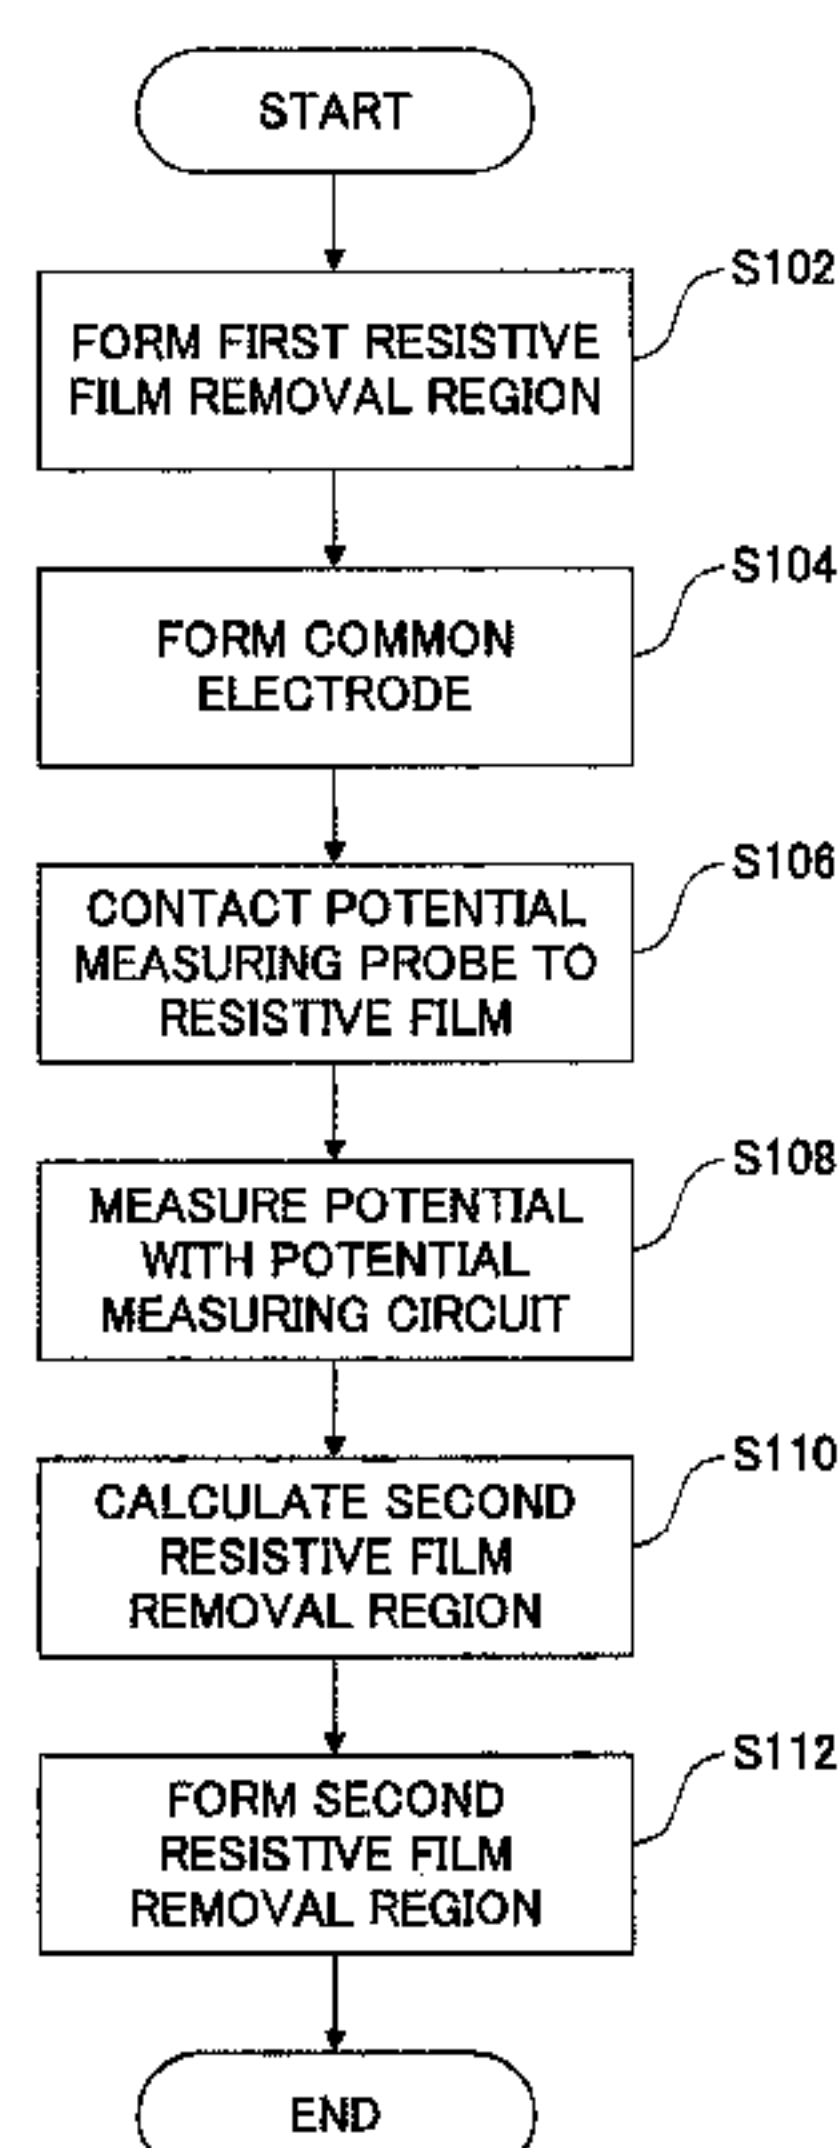 START
S102
FORM FIRST RESISTIVE
FILM REMOVAL REGION
S104
FORM COMMON
ELECTRODE
S106
CONTACT POTENTIAL
MEASURING PROBE TO
RESISTIVE FILM
S108
MEASURE POTENTIAL
WITH POTENTIAL
MEASURING CIRCUIT
S110
CALCULATE SECOND
RESISTIVE FILM
REMOVAL REGION
S112
FORM SECOND
RESISTIVE FILM
REMOVAL REGION
END